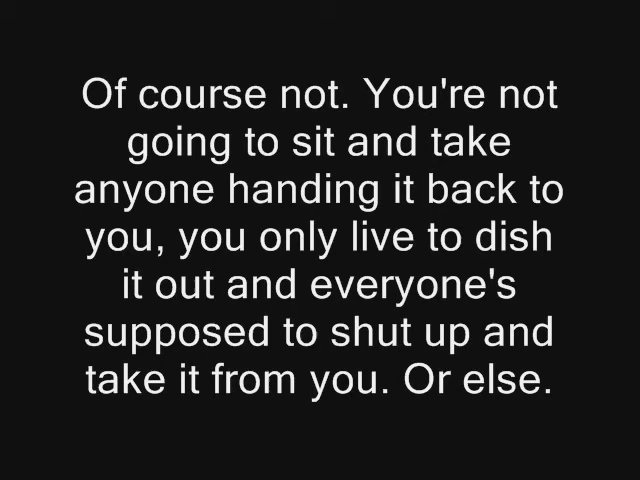 Of course not. You're not
going to sit and take
anyone handing it back to
you, you only live to dish
it out and everyone's
supposed to shut up and
take it from you. Or else.